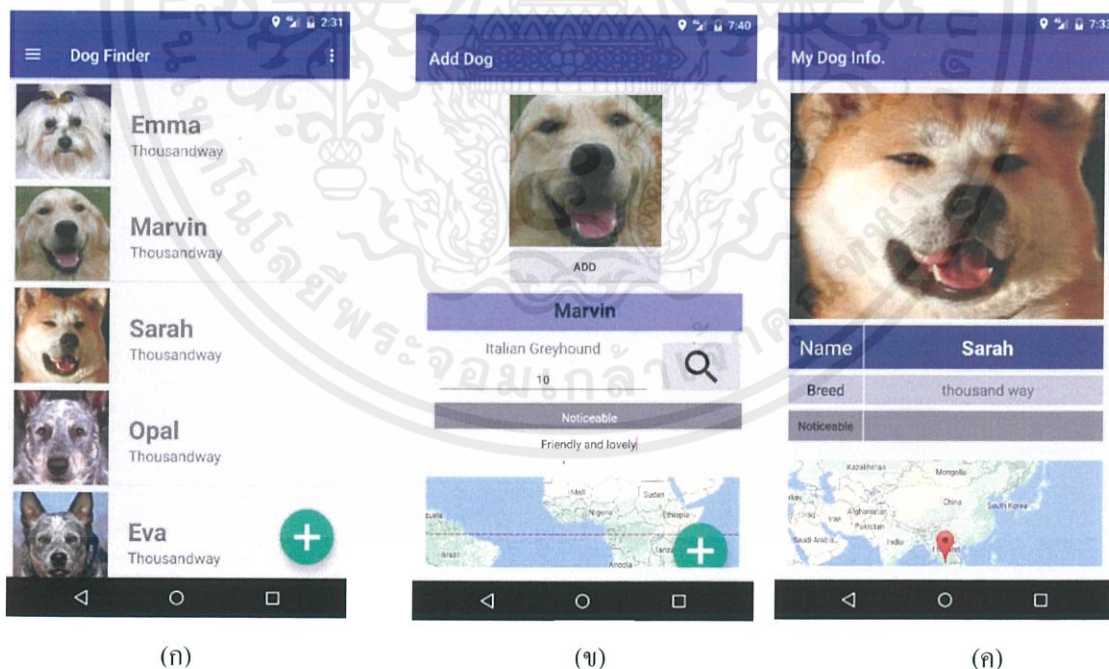 2:31
Dog Finder
Emma
Thousandway
Marvin
Thousandway
Sarah
Thousandway
Opal
Thousandway
Eva
Thousandway
(ก)
7:40
Add Dog
ADD
Marvin
Italian Greyhound
10
Noticeable
Friendly and lovely
Mali
Sudan
Nigeria
Ethiopia
Brazil
Angola
(ข)
7:33
My Dog Info.
Name Sarah
Breed thousand way
Noticeable
Kazakhstan
Mongolia
China
South Korea
Afghanistan
Iraq
Iran
Pakistan
India
(ค)